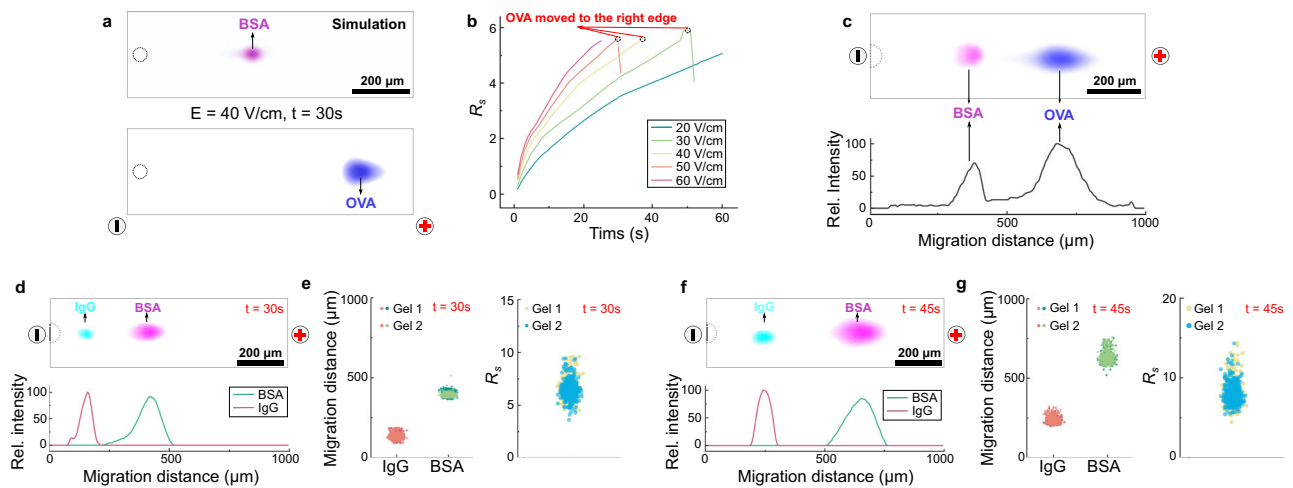 a
BSA
Simulation
200 µm
E = 40 V/cm, t = 30s
OVA
b
OVA moved to the right edge
6
4
2
0
Rs
20 V/cm
30 V/cm
40 V/cm
50 V/cm
60 V/cm
0 20 40 60
Tims (s)
c
200 µm
BSA
OVA
Rel. Intensity
100
50
0
0 500 1000
Migration distance (µm)
d
IgG
BSA
t = 30s
200 µm
Rel. intensity
100
50
0
BSA
IgG
0 500 1000
Migration distance (µm)
e
Migration distance (µm)
1000
500
0
Gel 1
t = 30s
Gel 2
IgG BSA
Rs
15
10
5
0
Gel 1
t = 30s
Gel 2
f
IgG
BSA
t = 45s
200 µm
Rel. intensity
100
50
0
BSA
IgG
0 500 1000
Migration distance (µm)
g
Migration distance (µm)
1000
500
0
Gel 1
t = 45s
Gel 2
IgG BSA
Rs
20
15
10
5
0
Gel 1
t = 45s
Gel 2